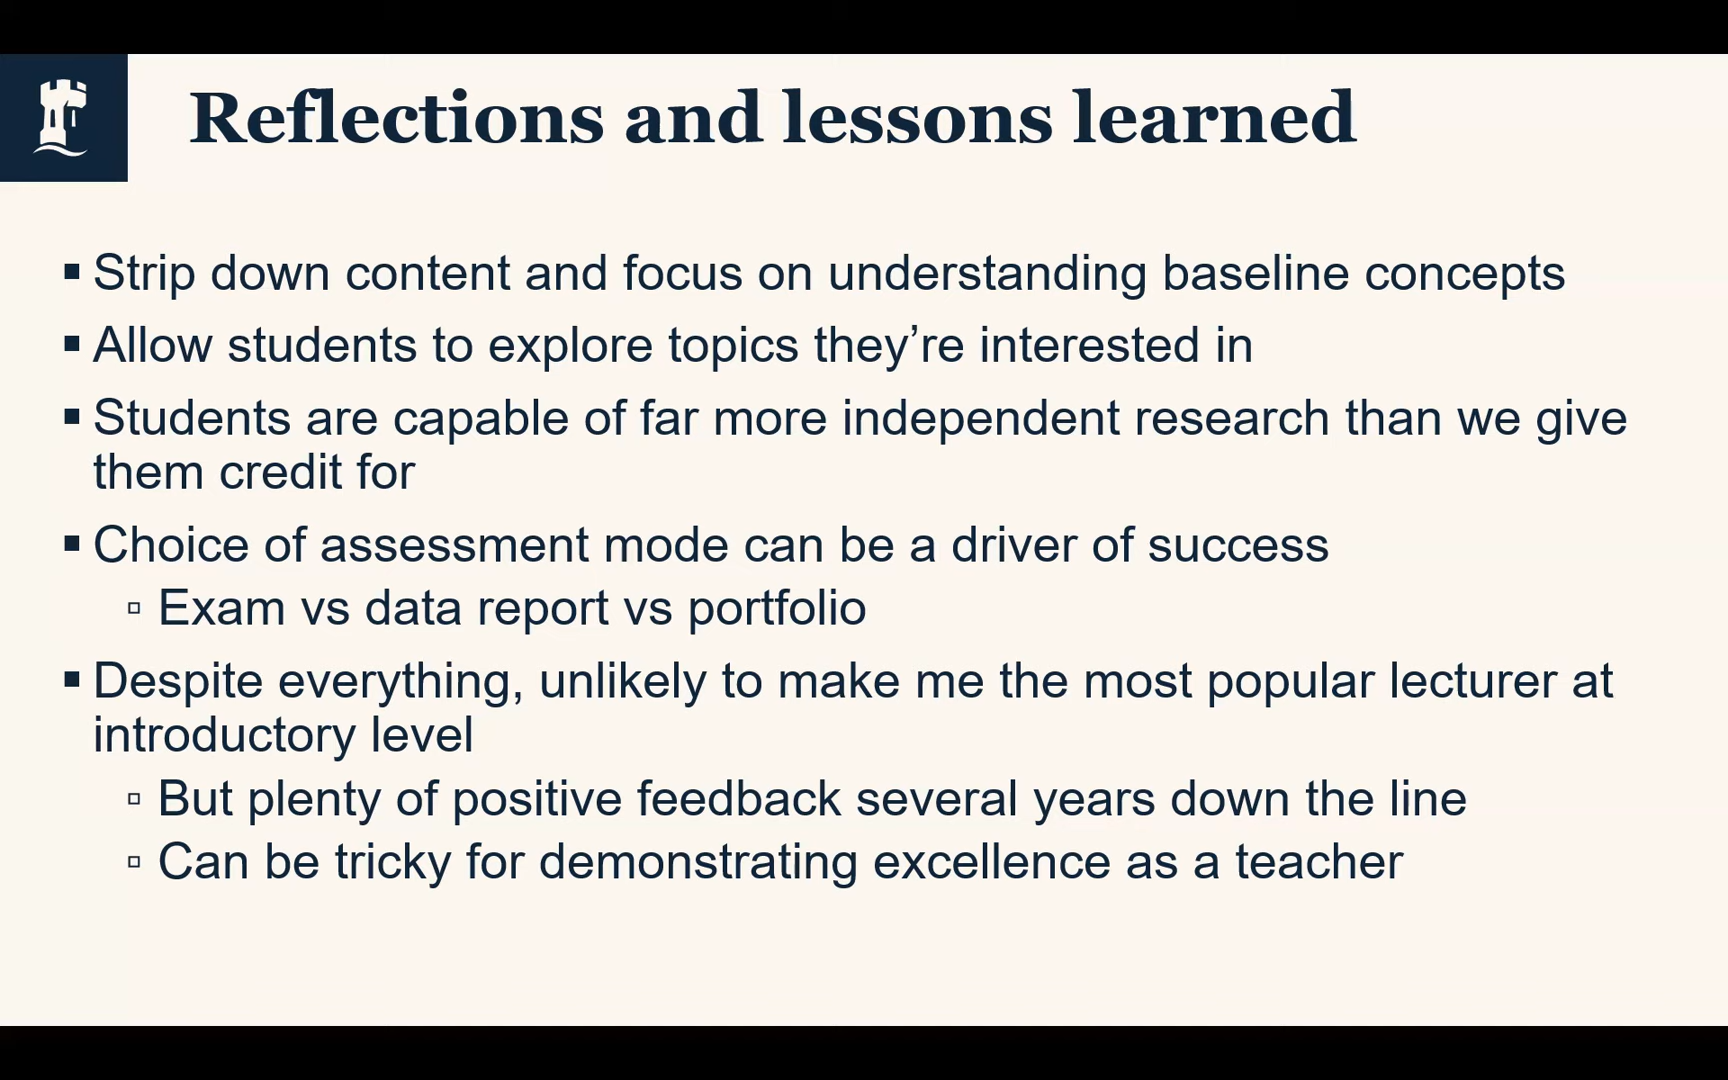 Reflections and lessons learned
▪ Strip down content and focus on understanding baseline concepts
▪ Allow students to explore topics they’re interested in
▪ Students are capable of far more independent research than we give
them credit for
▪ Choice of assessment mode can be a driver of success
▫ Exam vs data report vs portfolio
▪ Despite everything, unlikely to make me the most popular lecturer at
introductory level
▫ But plenty of positive feedback several years down the line
▫ Can be tricky for demonstrating excellence as a teacher